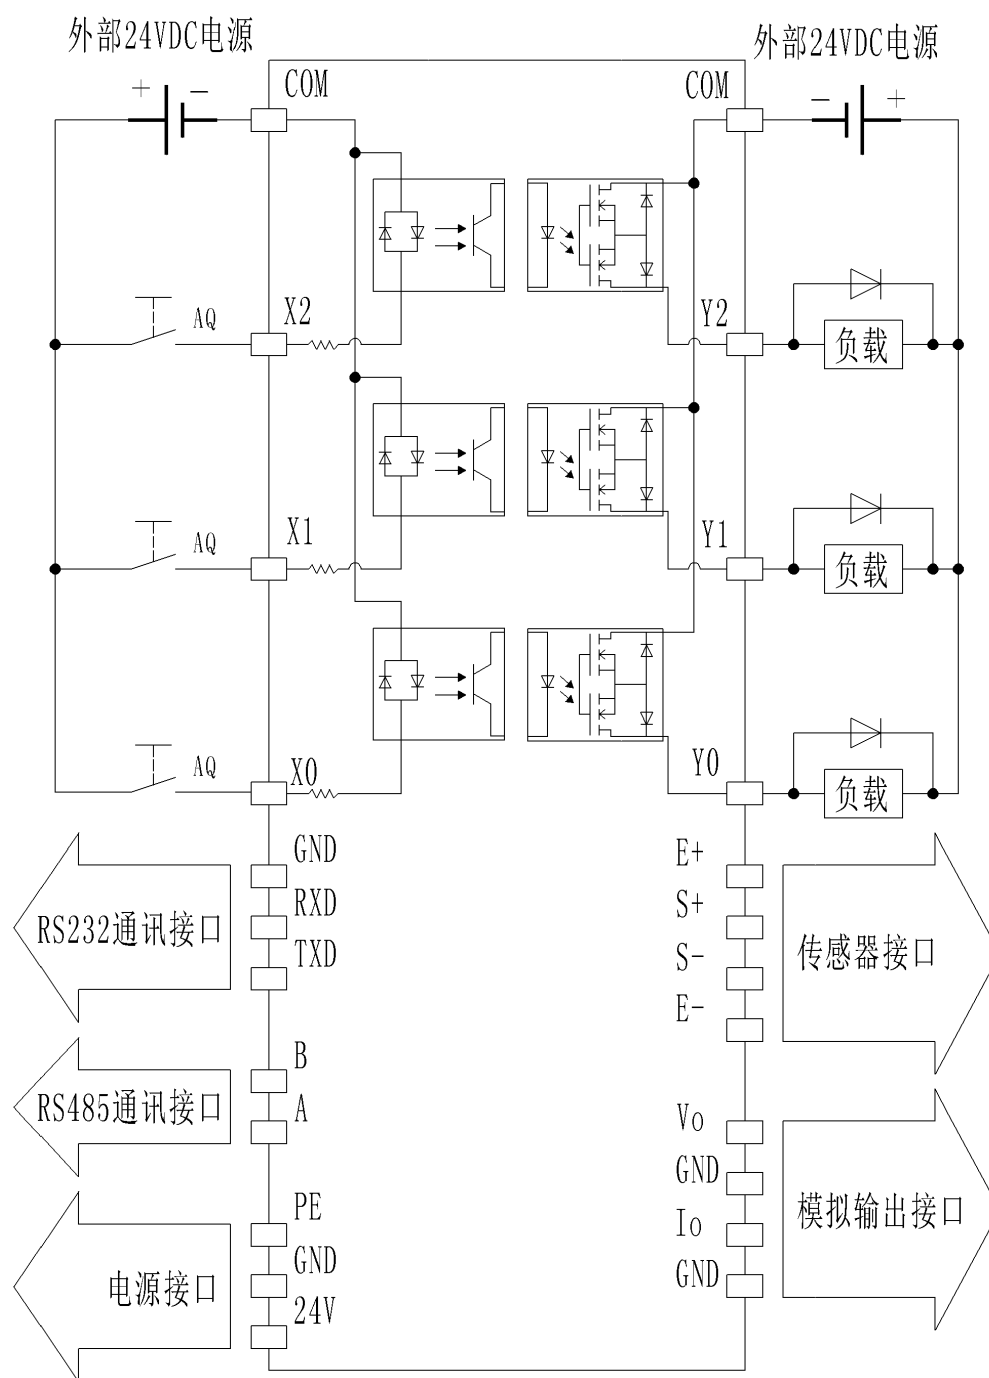 外部24VDC电源
外部24VDC电源
+ - COM
COM - +
AQ X2
Y2 负载
AQ X1
Y1 负载
AQ X0
Y0 负载
GND
RXD
TXD
RS232通讯接口
E+
S+
S-
E-
传感器接口
B
A
RS485通讯接口
Vo
GND
Io
GND
模拟输出接口
PE
GND
24V
电源接口